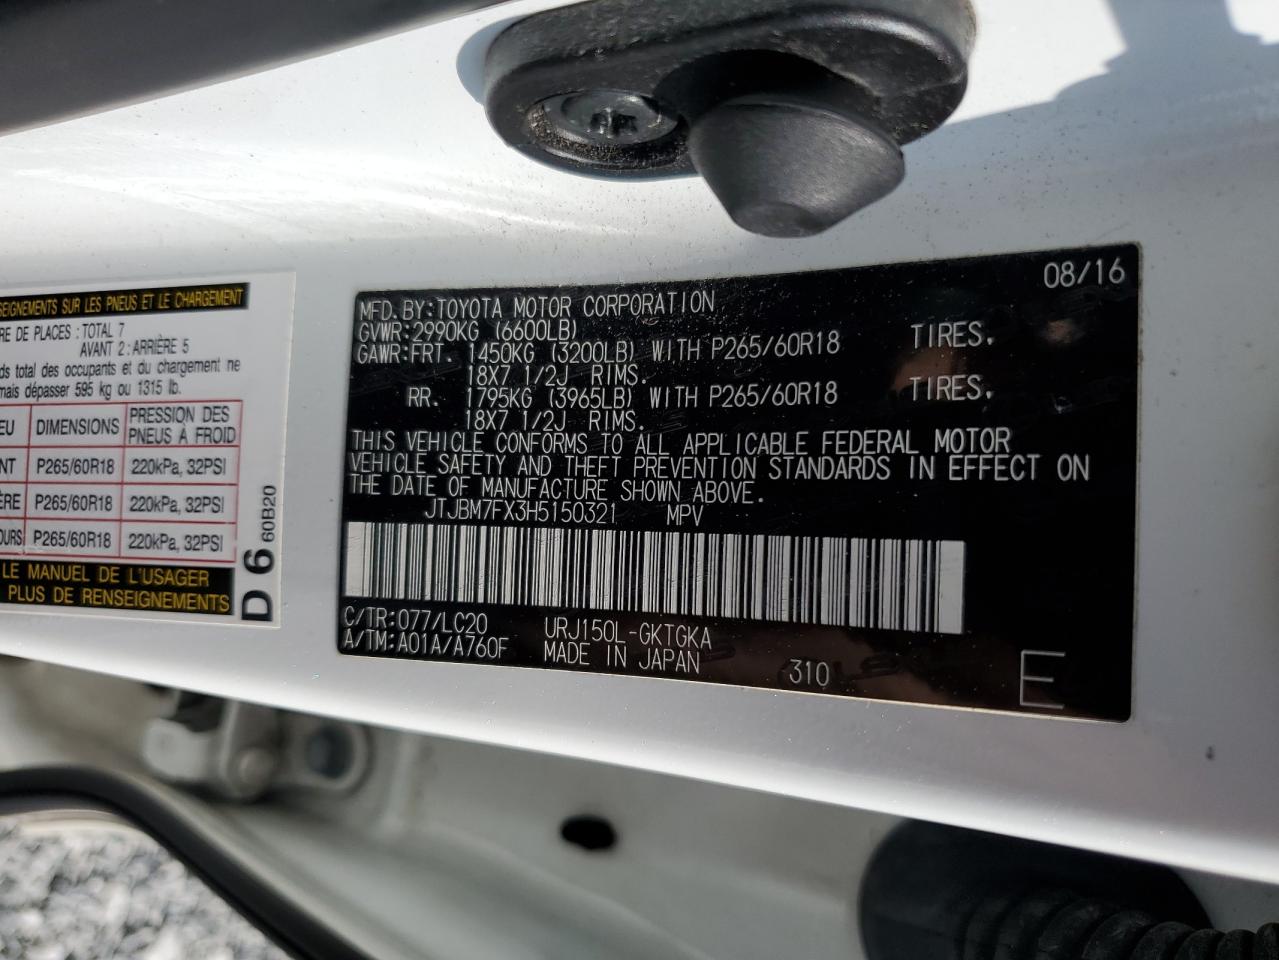 SEIGNEMENTS SUR LES PNEUS ET LE CHARGEMENT
RE DE PLACES: TOTAL 7
AVANT 2: ARRIÈRE 5
ds total des occupants et du chargement ne
mais dépasser 595 kg ou 1315 lb.
EU DIMENSIONS PRESSION DES PNEUS À FROID
NT P265/60R18 220kPa, 32PSI
ÈRE P265/60R18 220kPa, 32PSI
OURS P265/60R18 220kPa, 32PSI
LE MANUEL DE L'USAGER
PLUS DE RENSEIGNEMENTS
D 6 60B20
08/16
MFD. BY: TOYOTA MOTOR CORPORATION
GVWR: 2990KG (6600LB)
GAWR: FRT. 1450KG (3200LB) WITH P265/60R18 TIRES.
18X7 1/2J RIMS.
RR. 1795KG (3965LB) WITH P265/60R18 TIRES.
18X7 1/2J RIMS.
THIS VEHICLE CONFORMS TO ALL APPLICABLE FEDERAL MOTOR
VEHICLE SAFETY AND THEFT PREVENTION STANDARDS IN EFFECT ON
THE DATE OF MANUFACTURE SHOWN ABOVE.
JTJBM7FX3H5150321 MPV
C/TR: 077/LC20 URJ150L-GKTGKA
A/TM: A01A/A760F MADE IN JAPAN 310 E